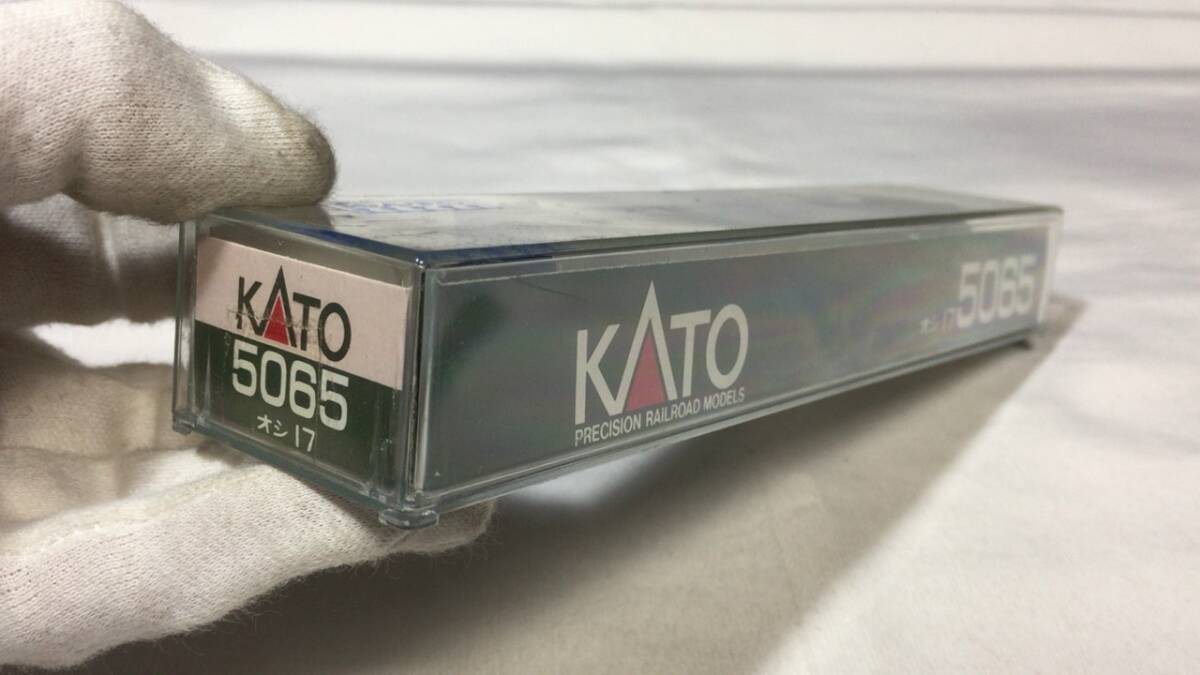 KATO
5065
オシ17
KATO
PRECISION RAILROAD MODELS
オシ17 5065